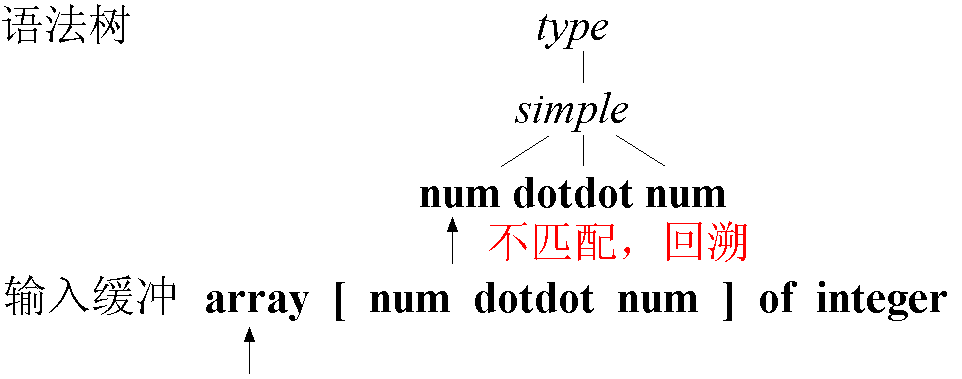 语法树 type
simple
num dotdot num
不匹配，回溯
输入缓冲 array [ num dotdot num ] of integer